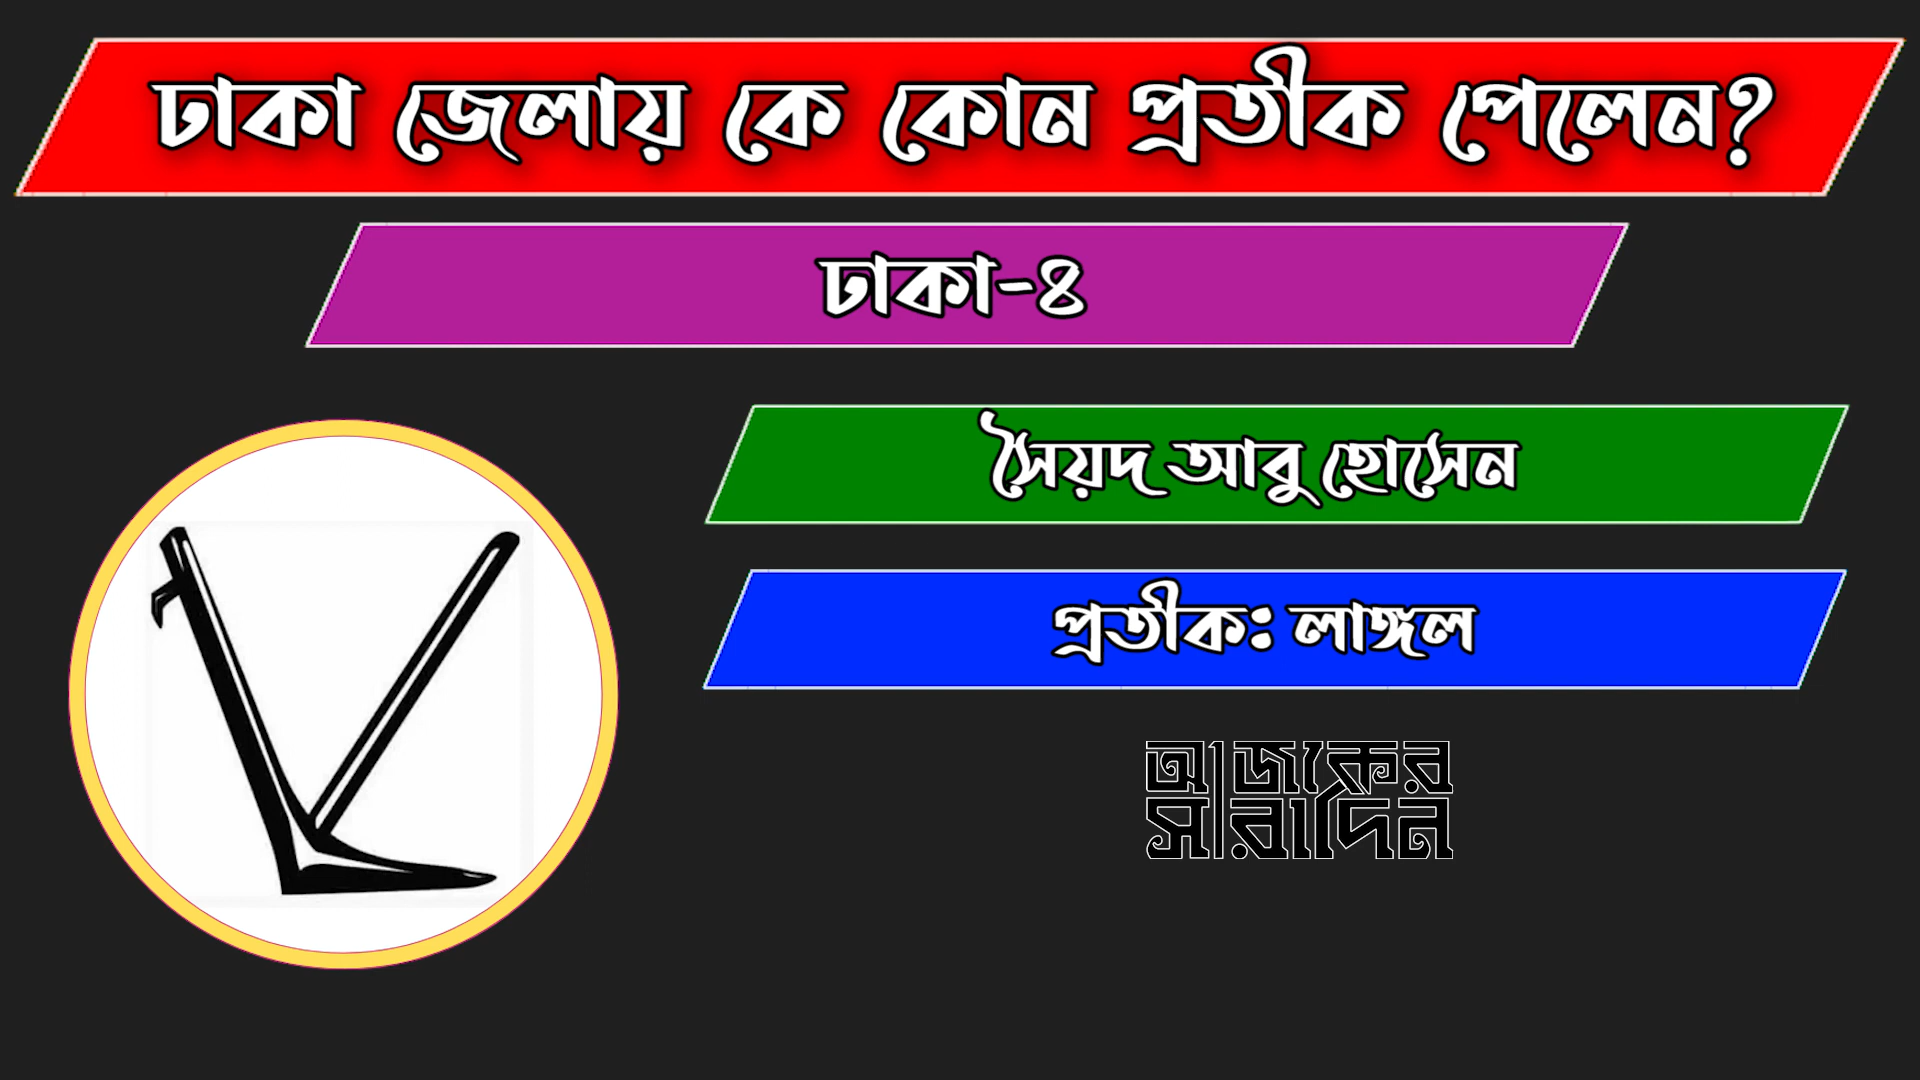 ঢাকা জেলায় কে কোন প্রতীক পেলেন?
ঢাকা-৪
সৈয়দ আবু হোসেন
প্রতীক: লাঙ্গল
আজকের
সারাদিন